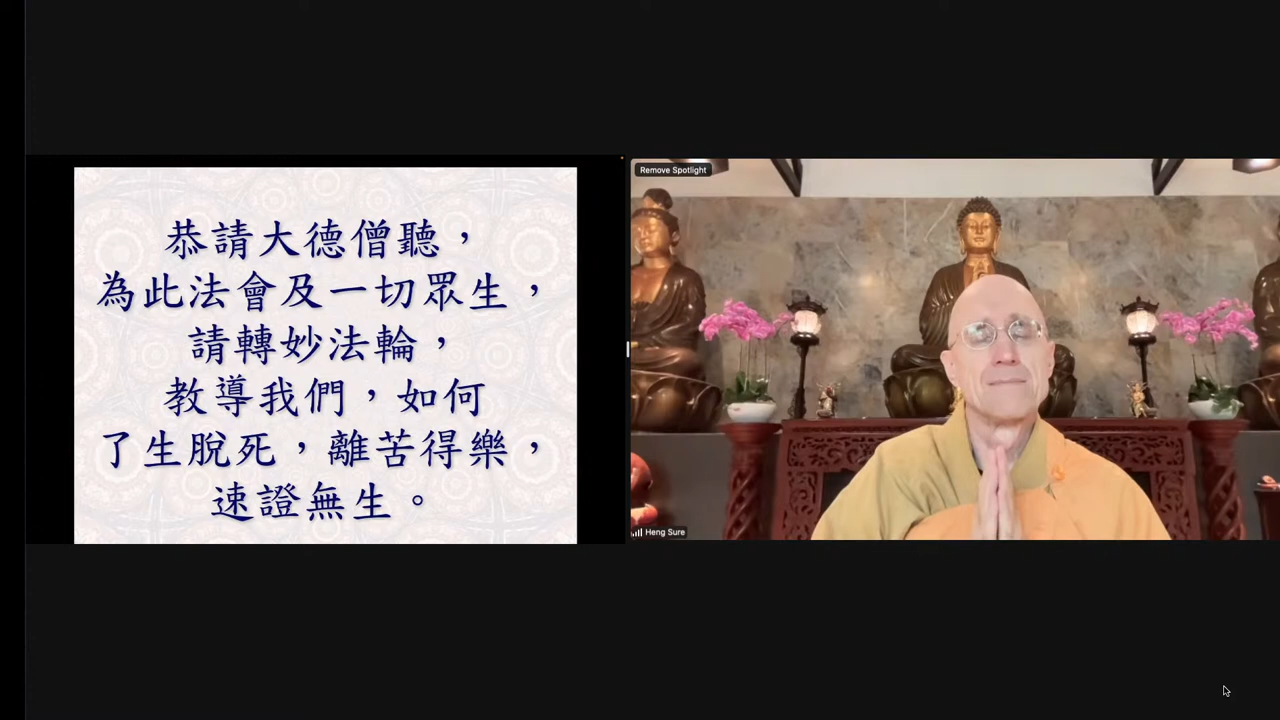 恭請大德僧聽，
為此法會及一切眾生，
請轉妙法輪，
教導我們，如何
了生脫死，離苦得樂，
速證無生。
Remove Spotlight
Heng Sure